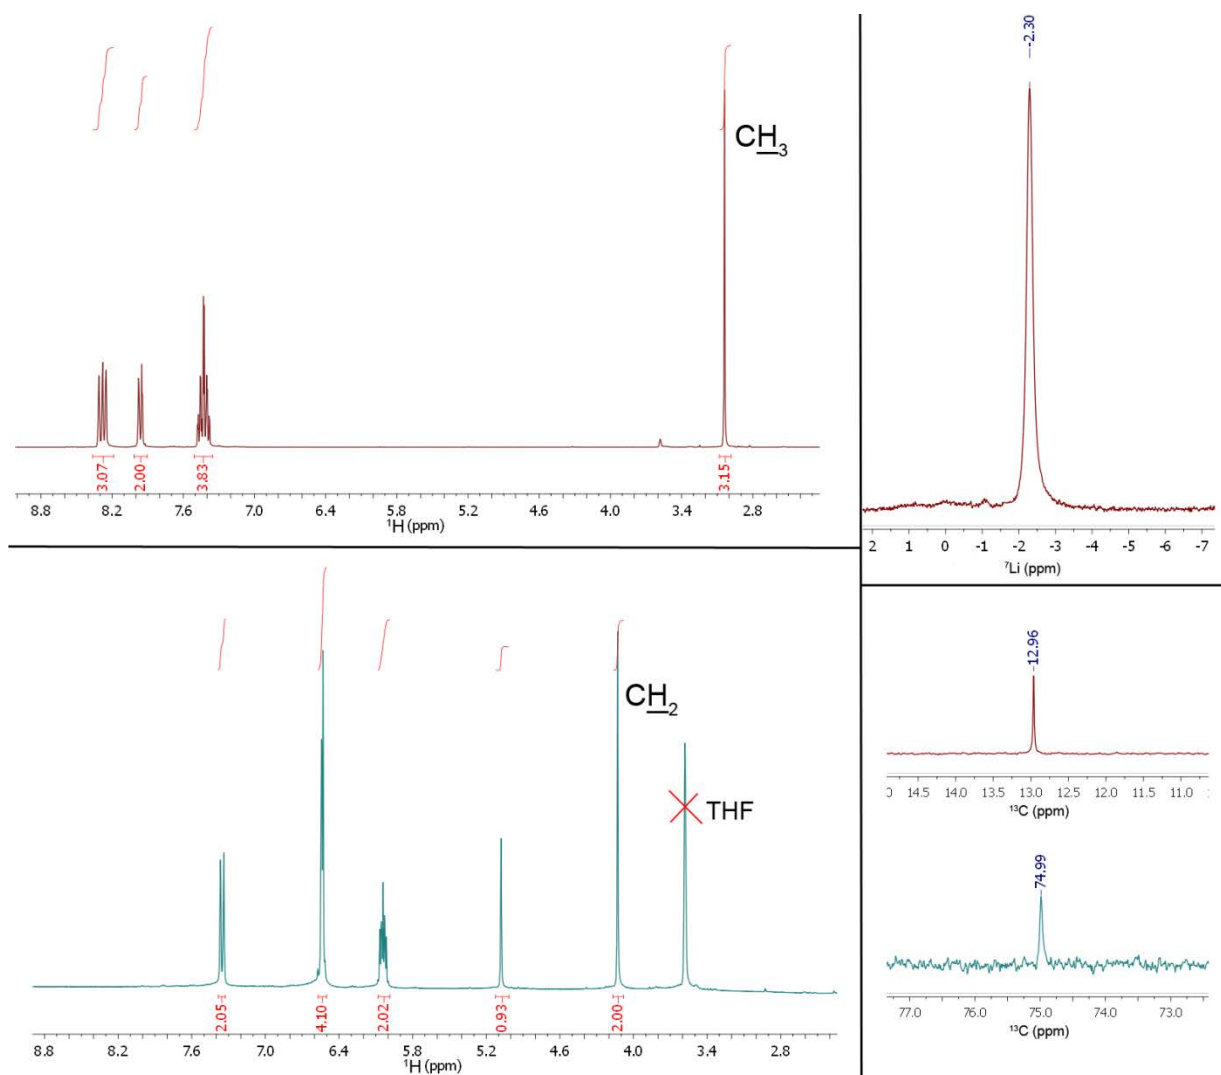 CH₃
3.07
2.00
3.83
3.15
8.8 8.2 7.6 7.0 6.4 5.8 5.2 4.6 4.0 3.4 2.8
¹H (ppm)
-2.30
2 1 0 -1 -2 -3 -4 -5 -6 -7
⁷Li (ppm)
CH₂
THF
2.05
4.10
2.02
0.93
2.00
8.8 8.2 7.6 7.0 6.4 5.8 5.2 4.6 4.0 3.4 2.8
¹H (ppm)
12.96
0 14.5 14.0 13.5 13.0 12.5 12.0 11.5 11.0
¹³C (ppm)
74.99
77.0 76.0 75.0 74.0 73.0
¹³C (ppm)